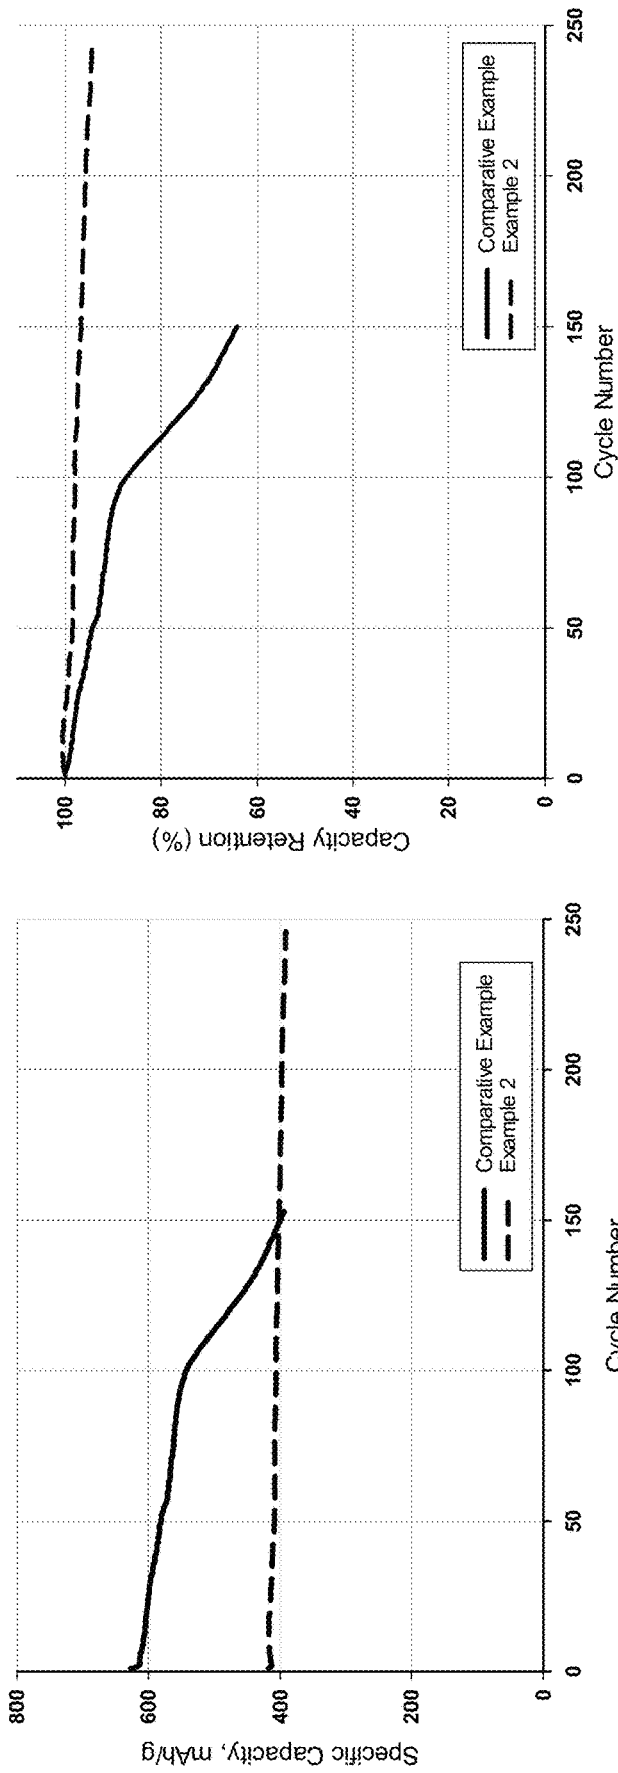 Specific Capacity, mAh/g
800
600
400
200
0
0
50
100
150
200
250
Comparative Example
Example 2
Cycle Number
Capacity Retention (%)
100
80
60
40
20
0
0
50
100
150
200
250
Comparative Example
Example 2
Cycle Number